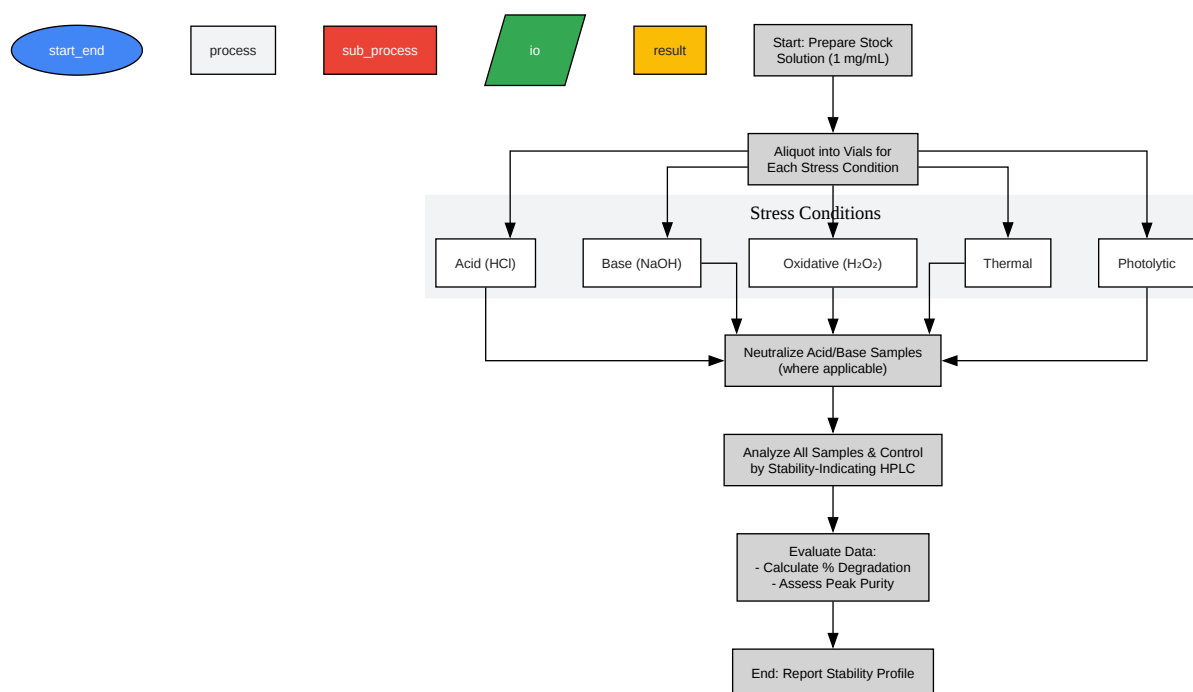 start_end
process
sub_process
io
result
Start: Prepare Stock
Solution (1 mg/mL)
Aliquot into Vials for
Each Stress Condition
Stress Conditions
Acid (HCl)
Base (NaOH)
Oxidative (H₂O₂)
Thermal
Photolytic
Neutralize Acid/Base Samples
(where applicable)
Analyze All Samples & Control
by Stability-Indicating HPLC
Evaluate Data:
- Calculate % Degradation
- Assess Peak Purity
End: Report Stability Profile